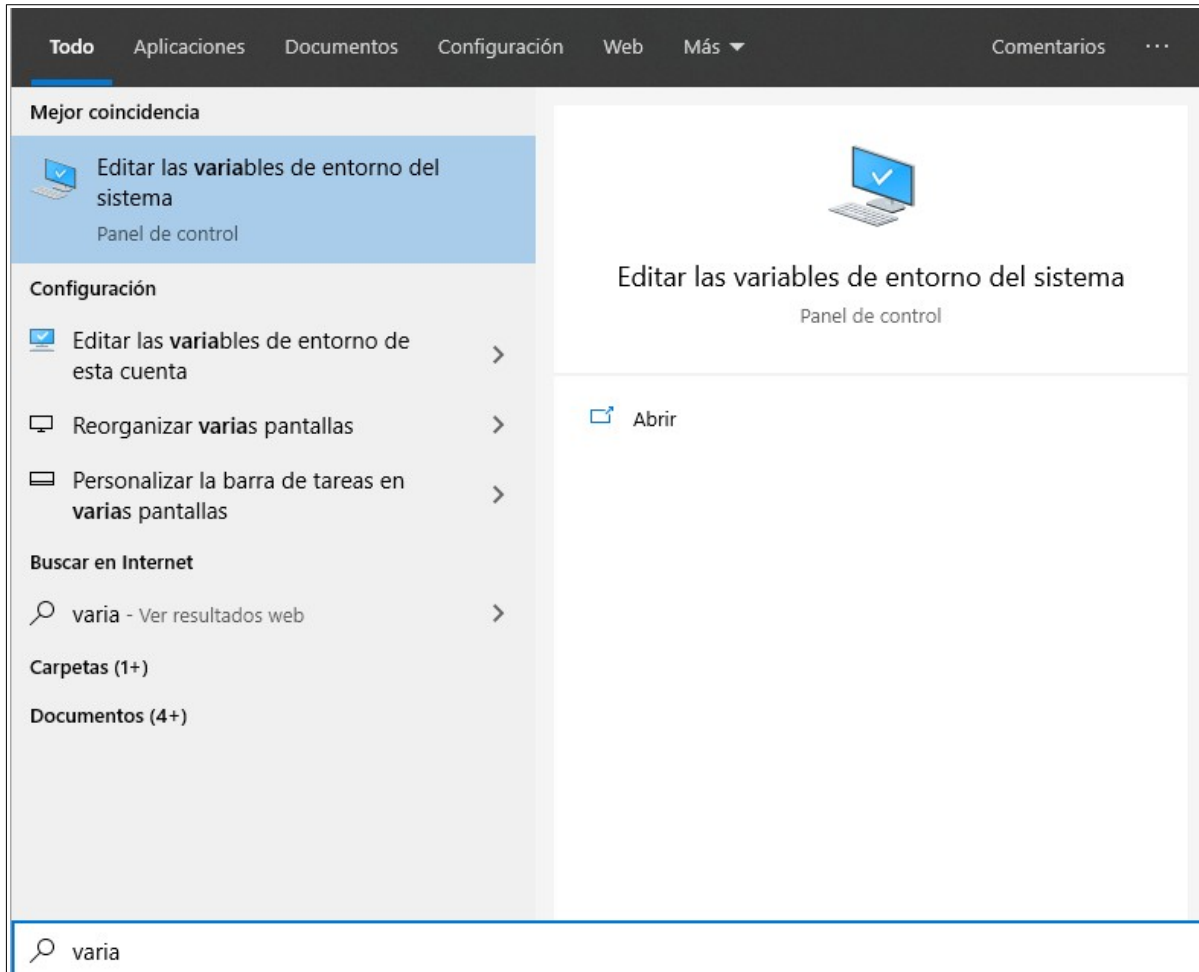 Todo Aplicaciones Documentos Configuración Web Más Comentarios ...
Mejor coincidencia
Editar las variables de entorno del
sistema
Panel de control
Configuración
Editar las variables de entorno de
esta cuenta
Reorganizar varias pantallas
Personalizar la barra de tareas en
varias pantallas
Buscar en Internet
varia - Ver resultados web
Carpetas (1+)
Documentos (4+)
Editar las variables de entorno del sistema
Panel de control
Abrir
varia